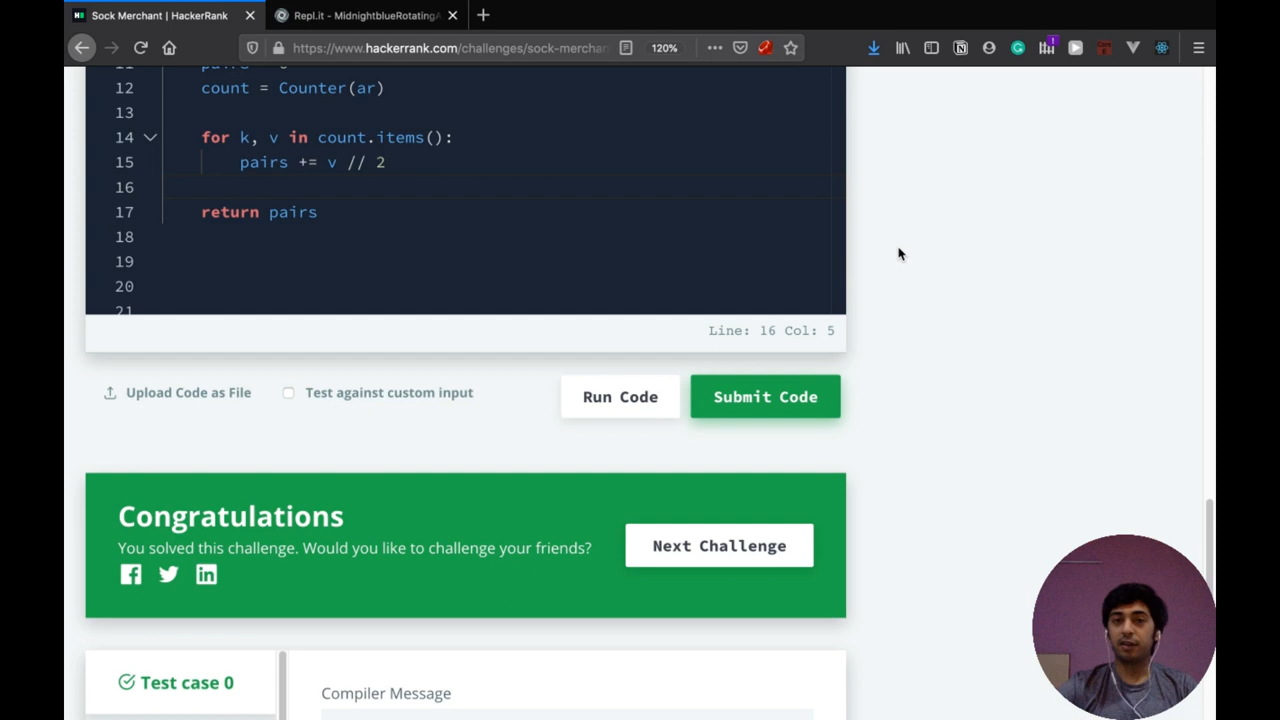 Sock Merchant | HackerRank
Repl.it - MidnightblueRotatingA
https://www.hackerrank.com/challenges/sock-merchan
120%
12 count = Counter(ar)
13
14 for k, v in count.items():
15 pairs += v // 2
16
17 return pairs
18
19
20
21
Line: 16 Col: 5
Upload Code as File
Test against custom input
Run Code
Submit Code
Congratulations
You solved this challenge. Would you like to challenge your friends?
Next Challenge
Test case 0
Compiler Message